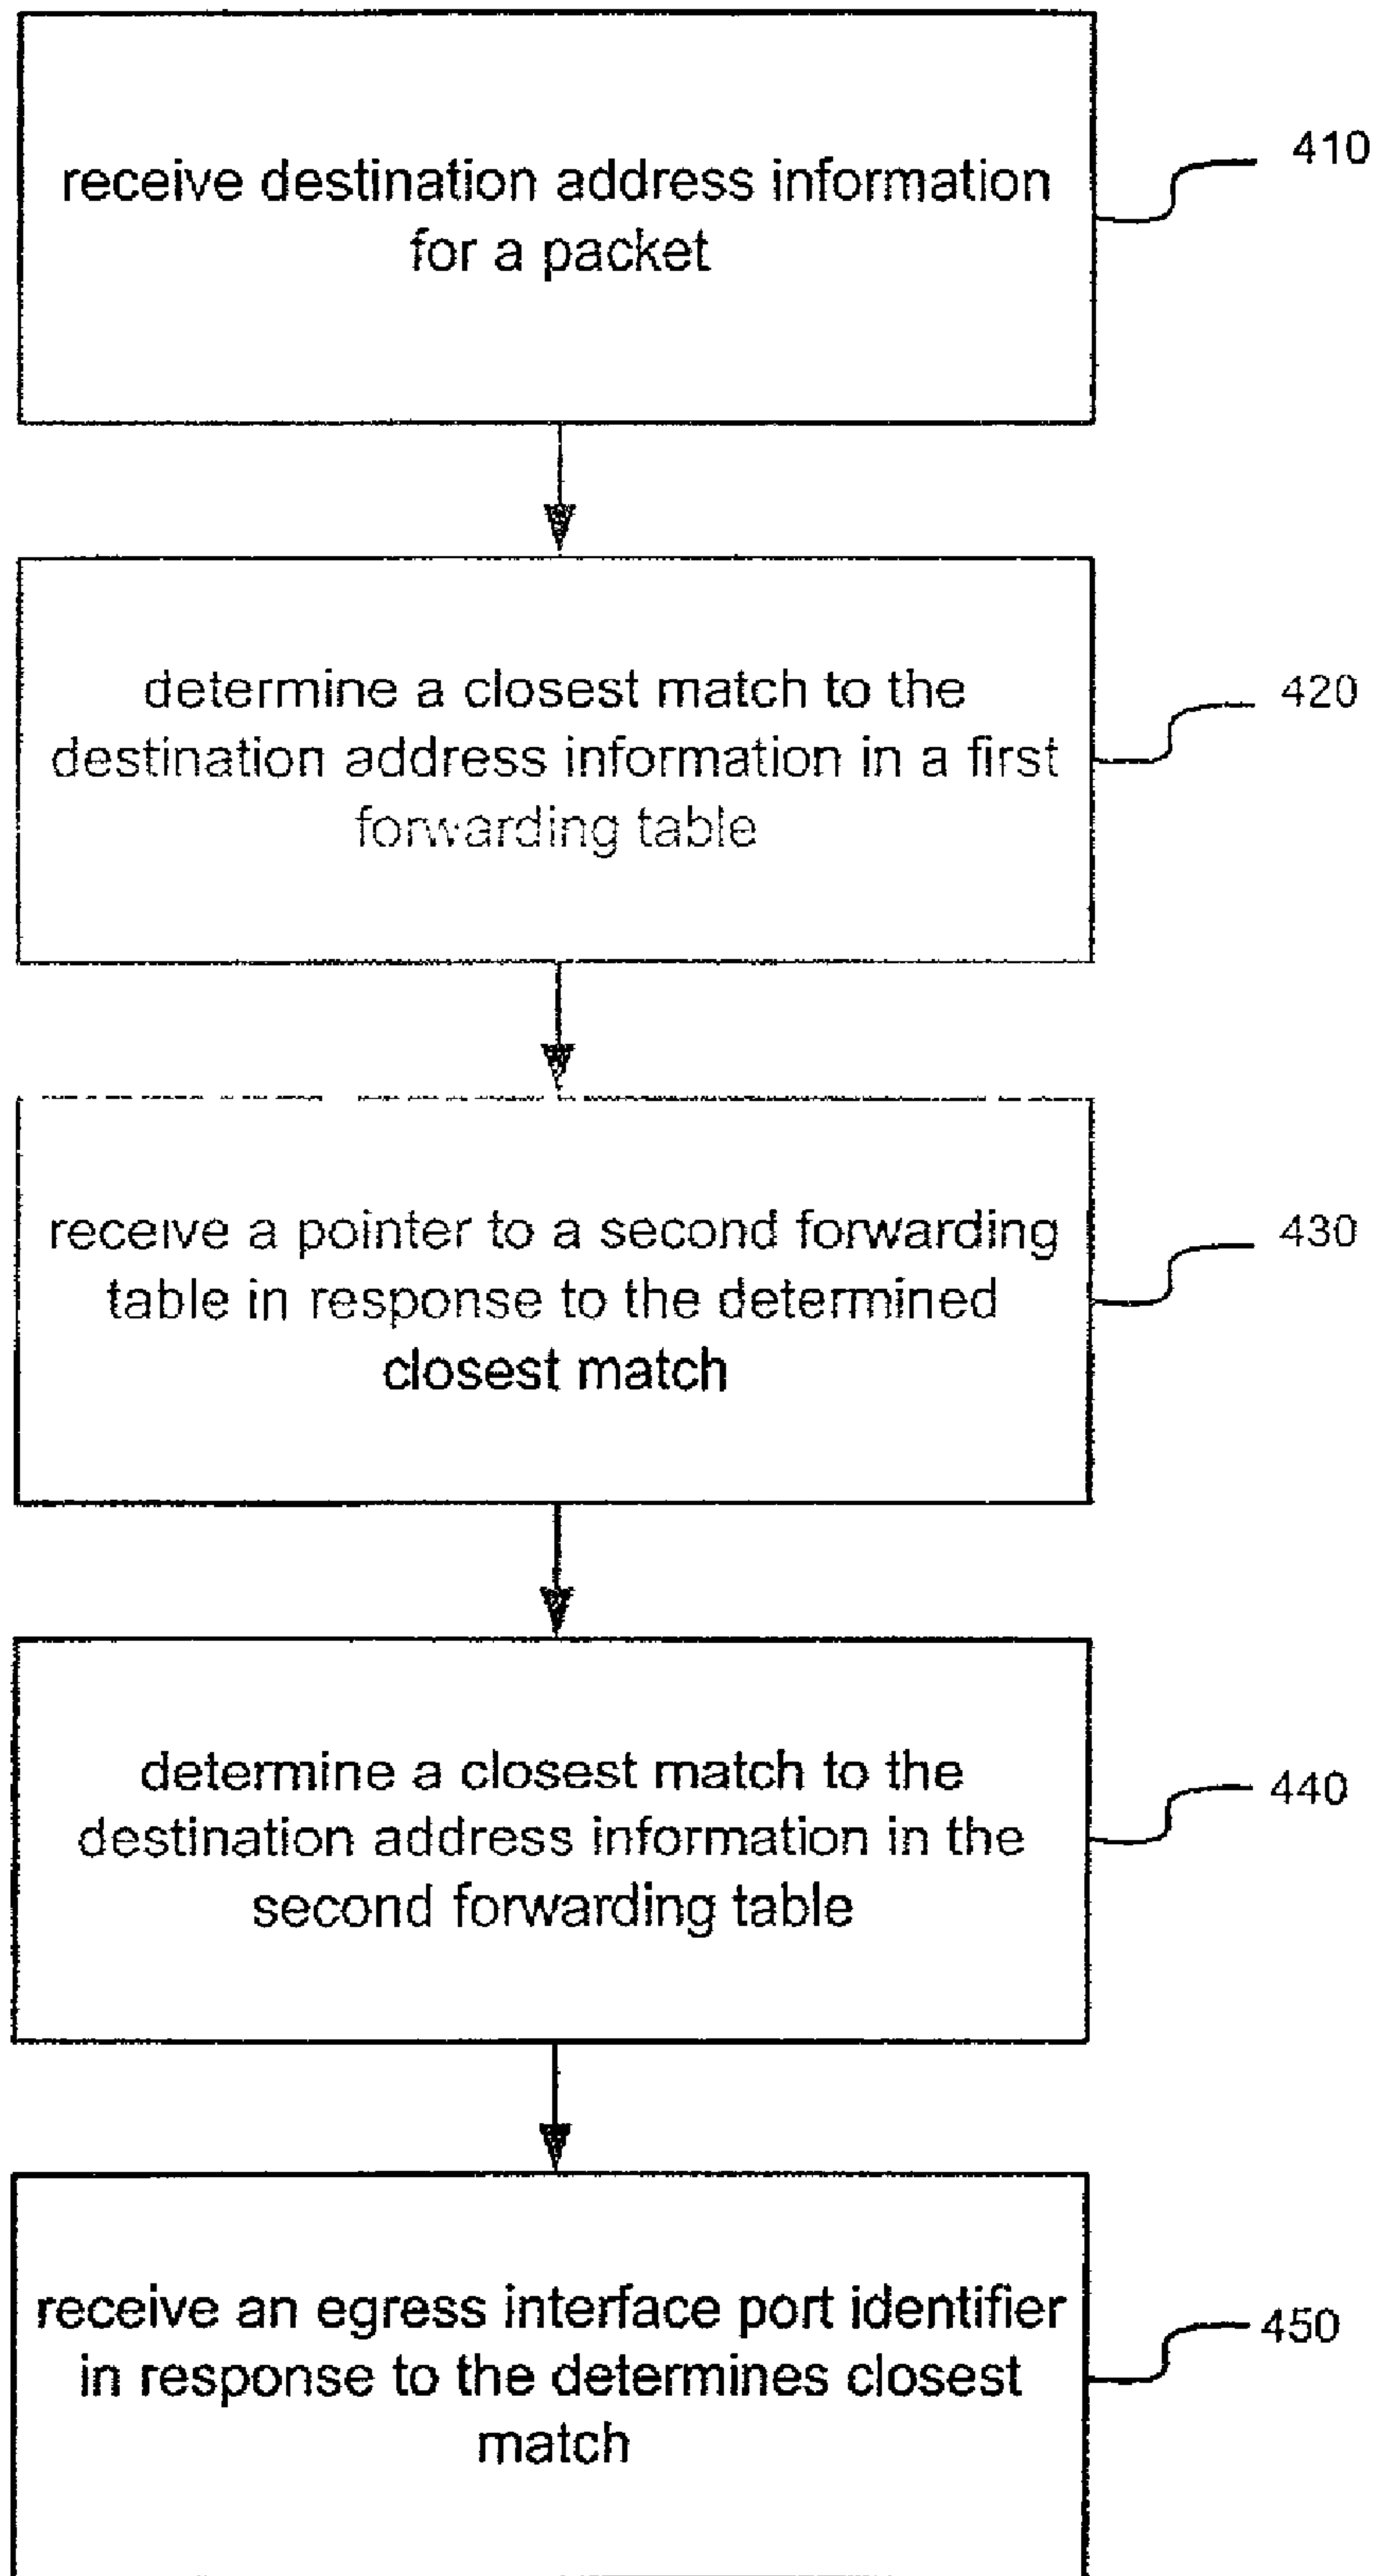 receive destination address information
for a packet
410
determine a closest match to the
destination address information in a first
forwarding table
420
receive a pointer to a second forwarding
table in response to the determined
closest match
430
determine a closest match to the
destination address information in the
second forwarding table
440
receive an egress interface port identifier
in response to the determines closest
match
450